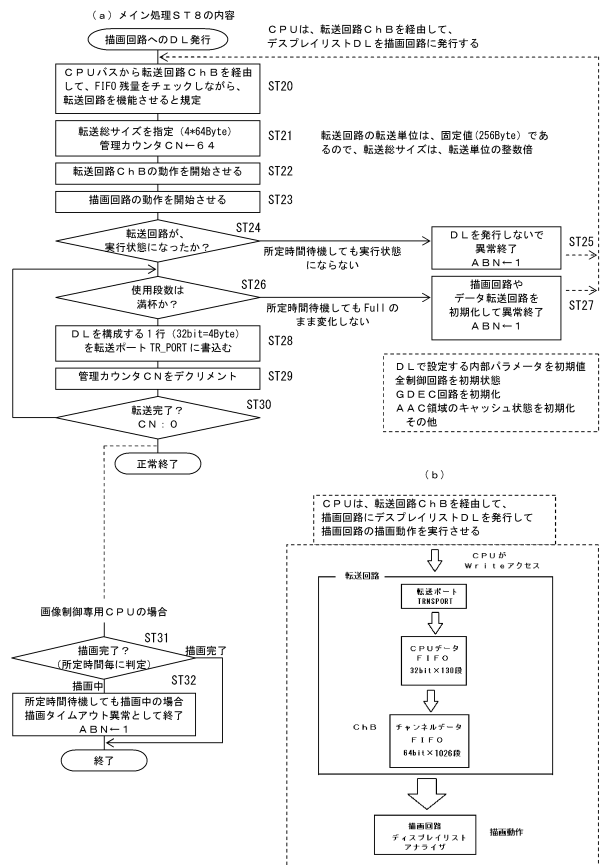 (a)メイン処理ST8の内容
描画回路へのDL発行
CPUは、転送回路ChBを経由して、
デスプレイリストDLを描画回路に発行する
CPUバスから転送回路ChBを経由
して、FIFO残量をチェックしながら、
転送回路を機能させると規定
ST20
転送総サイズを指定(4*64Byte)
管理カウンタCN←64
ST21
転送回路の転送単位は、固定値(256Byte)であ
るので、転送総サイズは、転送単位の整数倍
転送回路ChBの動作を開始させる
ST22
描画回路の動作を開始させる
ST23
転送回路が、
実行状態になったか?
ST24
所定時間待機しても実行状態
にならない
DLを発行しないで
異常終了
ABN←1
ST25
使用段数は
満杯か?
ST26
所定時間待機してもFullの
まま変化しない
描画回路や
データ転送回路を
初期化して異常終了
ABN←1
ST27
DLを構成する1行(32bit=4Byte)
を転送ポートTR_PORTに書込む
ST28
管理カウンタCNをデクリメント
ST29
転送完了?
CN:0
ST30
正常終了
DLで設定する内部パラメータを初期値
全制御回路を初期状態
GDEC回路を初期化
AAC領域のキャッシュ状態を初期化
その他
画像制御専用CPUの場合
描画完了?
(所定時間毎に判定)
ST31
描画完了
描画中
ST32
所定時間待機しても描画中の場合
描画タイムアウト異常として終了
ABN←1
終了
(b)
CPUは、転送回路ChBを経由して、
描画回路にデスプレイリストDLを発行して
描画回路の描画動作を実行させる
CPUが
Writeアクセス
転送回路
転送ポート
TRNSPORT
CPUデータ
FIFO
32bit×130段
ChB
チャンネルデータ
FIFO
64bit×1026段
描画回路
ディスプレイリスト
アナライザ
描画動作